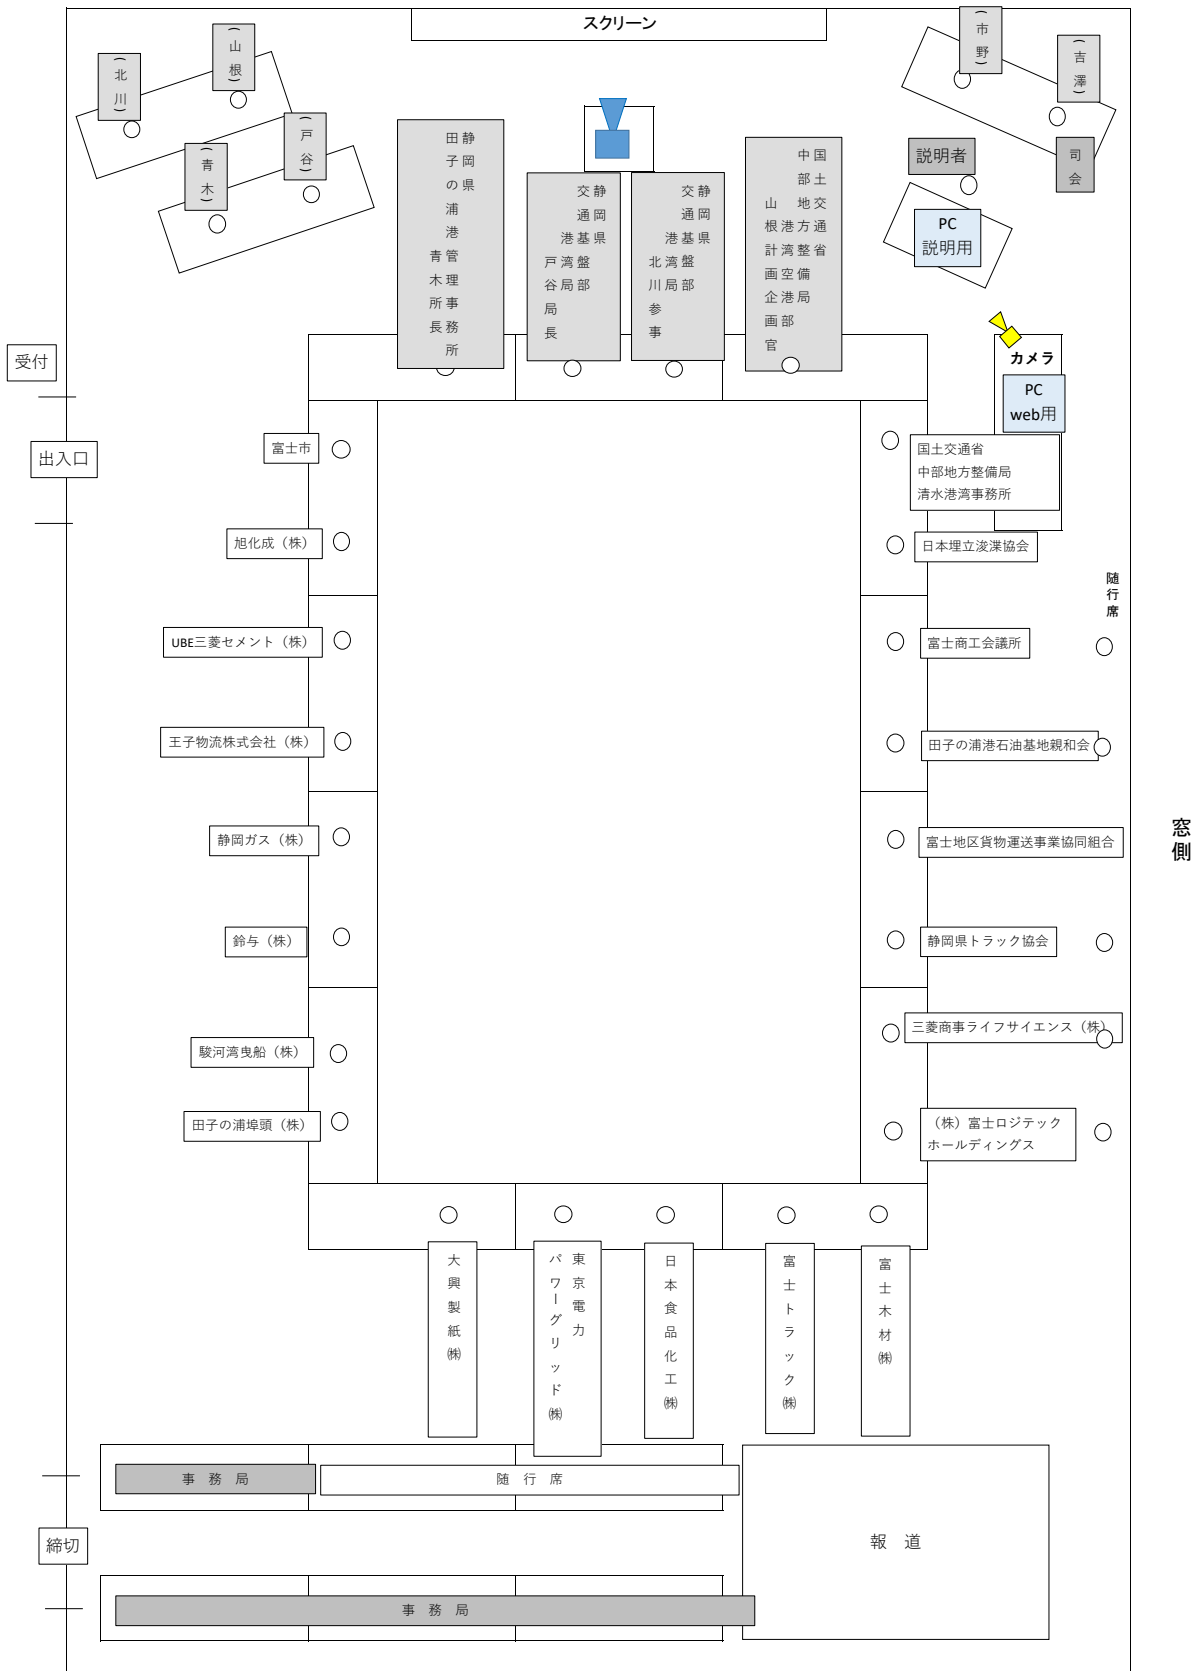 スクリーン
（山根）
（北川）
（戸谷）
（青木）
（市野）
（吉澤）
説明者
司会
PC
説明用
静岡県
田子の浦港管理事務所
青木所長
静岡県
交通基盤部
港湾局
戸谷局長
静岡県
交通基盤部
港湾局
北川参事
国土交通省
中部地方整備局
港湾空港部
山根計画企画官
カメラ
PC
web用
受付
出入口
富士市
旭化成（株）
UBE三菱セメント（株）
王子物流株式会社（株）
静岡ガス（株）
鈴与（株）
駿河湾曳船（株）
田子の浦埠頭（株）
国土交通省
中部地方整備局
清水港湾事務所
日本埋立浚渫協会
随行席
富士商工会議所
田子の浦港石油基地親和会
富士地区貨物運送事業協同組合
静岡県トラック協会
三菱商事ライフサイエンス（株）
（株）富士ロジテック
ホールディングス
窓側
大興製紙㈱
東京電力
パワーグリッド㈱
日本食品化工㈱
富士トラック㈱
富士木材㈱
事　務　局
随　行　席
報　道
締切
事　務　局